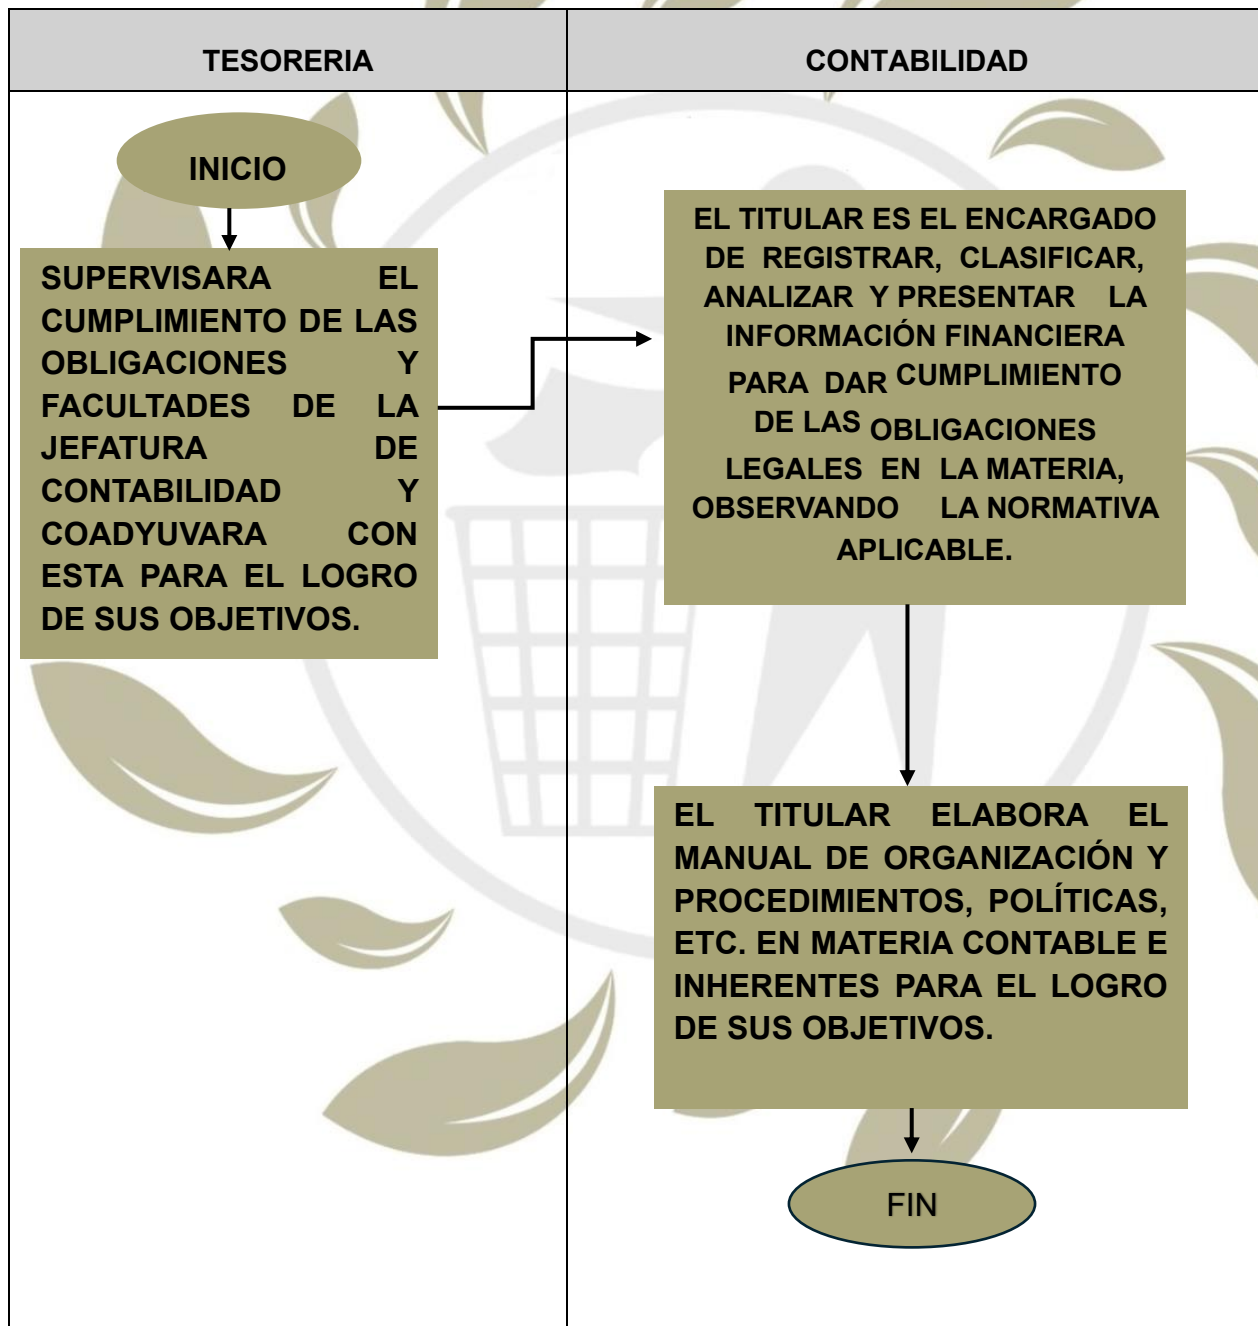 TESORERIA
CONTABILIDAD
INICIO
SUPERVISARA EL
CUMPLIMIENTO DE LAS
OBLIGACIONES Y
FACULTADES DE LA
JEFATURA DE
CONTABILIDAD Y
COADYUVARA CON
ESTA PARA EL LOGRO
DE SUS OBJETIVOS.
EL TITULAR ES EL ENCARGADO
DE REGISTRAR, CLASIFICAR,
ANALIZAR Y PRESENTAR LA
INFORMACIÓN FINANCIERA
PARA DAR CUMPLIMIENTO
DE LAS OBLIGACIONES
LEGALES EN LA MATERIA,
OBSERVANDO LA NORMATIVA
APLICABLE.
EL TITULAR ELABORA EL
MANUAL DE ORGANIZACIÓN Y
PROCEDIMIENTOS, POLÍTICAS,
ETC. EN MATERIA CONTABLE E
INHERENTES PARA EL LOGRO
DE SUS OBJETIVOS.
FIN